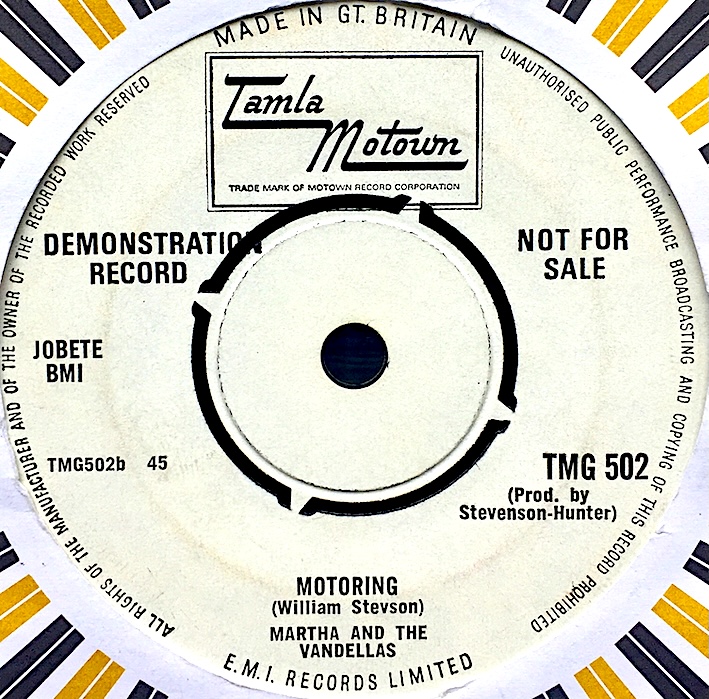 MADE IN GT. BRITAIN
UNAUTHORISED PUBLIC PERFORMANCE BROADCASTING AND COPYING OF THIS RECORD PROHIBITED
Tamla
Motown
TRADE MARK OF MOTOWN RECORD CORPORATION
DEMONSTRATION
RECORD
NOT FOR
SALE
JOBETE
BMI
TMG502b 45
TMG 502
(Prod. by
Stevenson-Hunter)
MOTORING
(William Stevson)
MARTHA AND THE
VANDELLAS
E.M.I. RECORDS LIMITED
ALL RIGHTS OF THE MANUFACTURER AND OF THE OWNER OF THE RECORDED WORK RESERVED